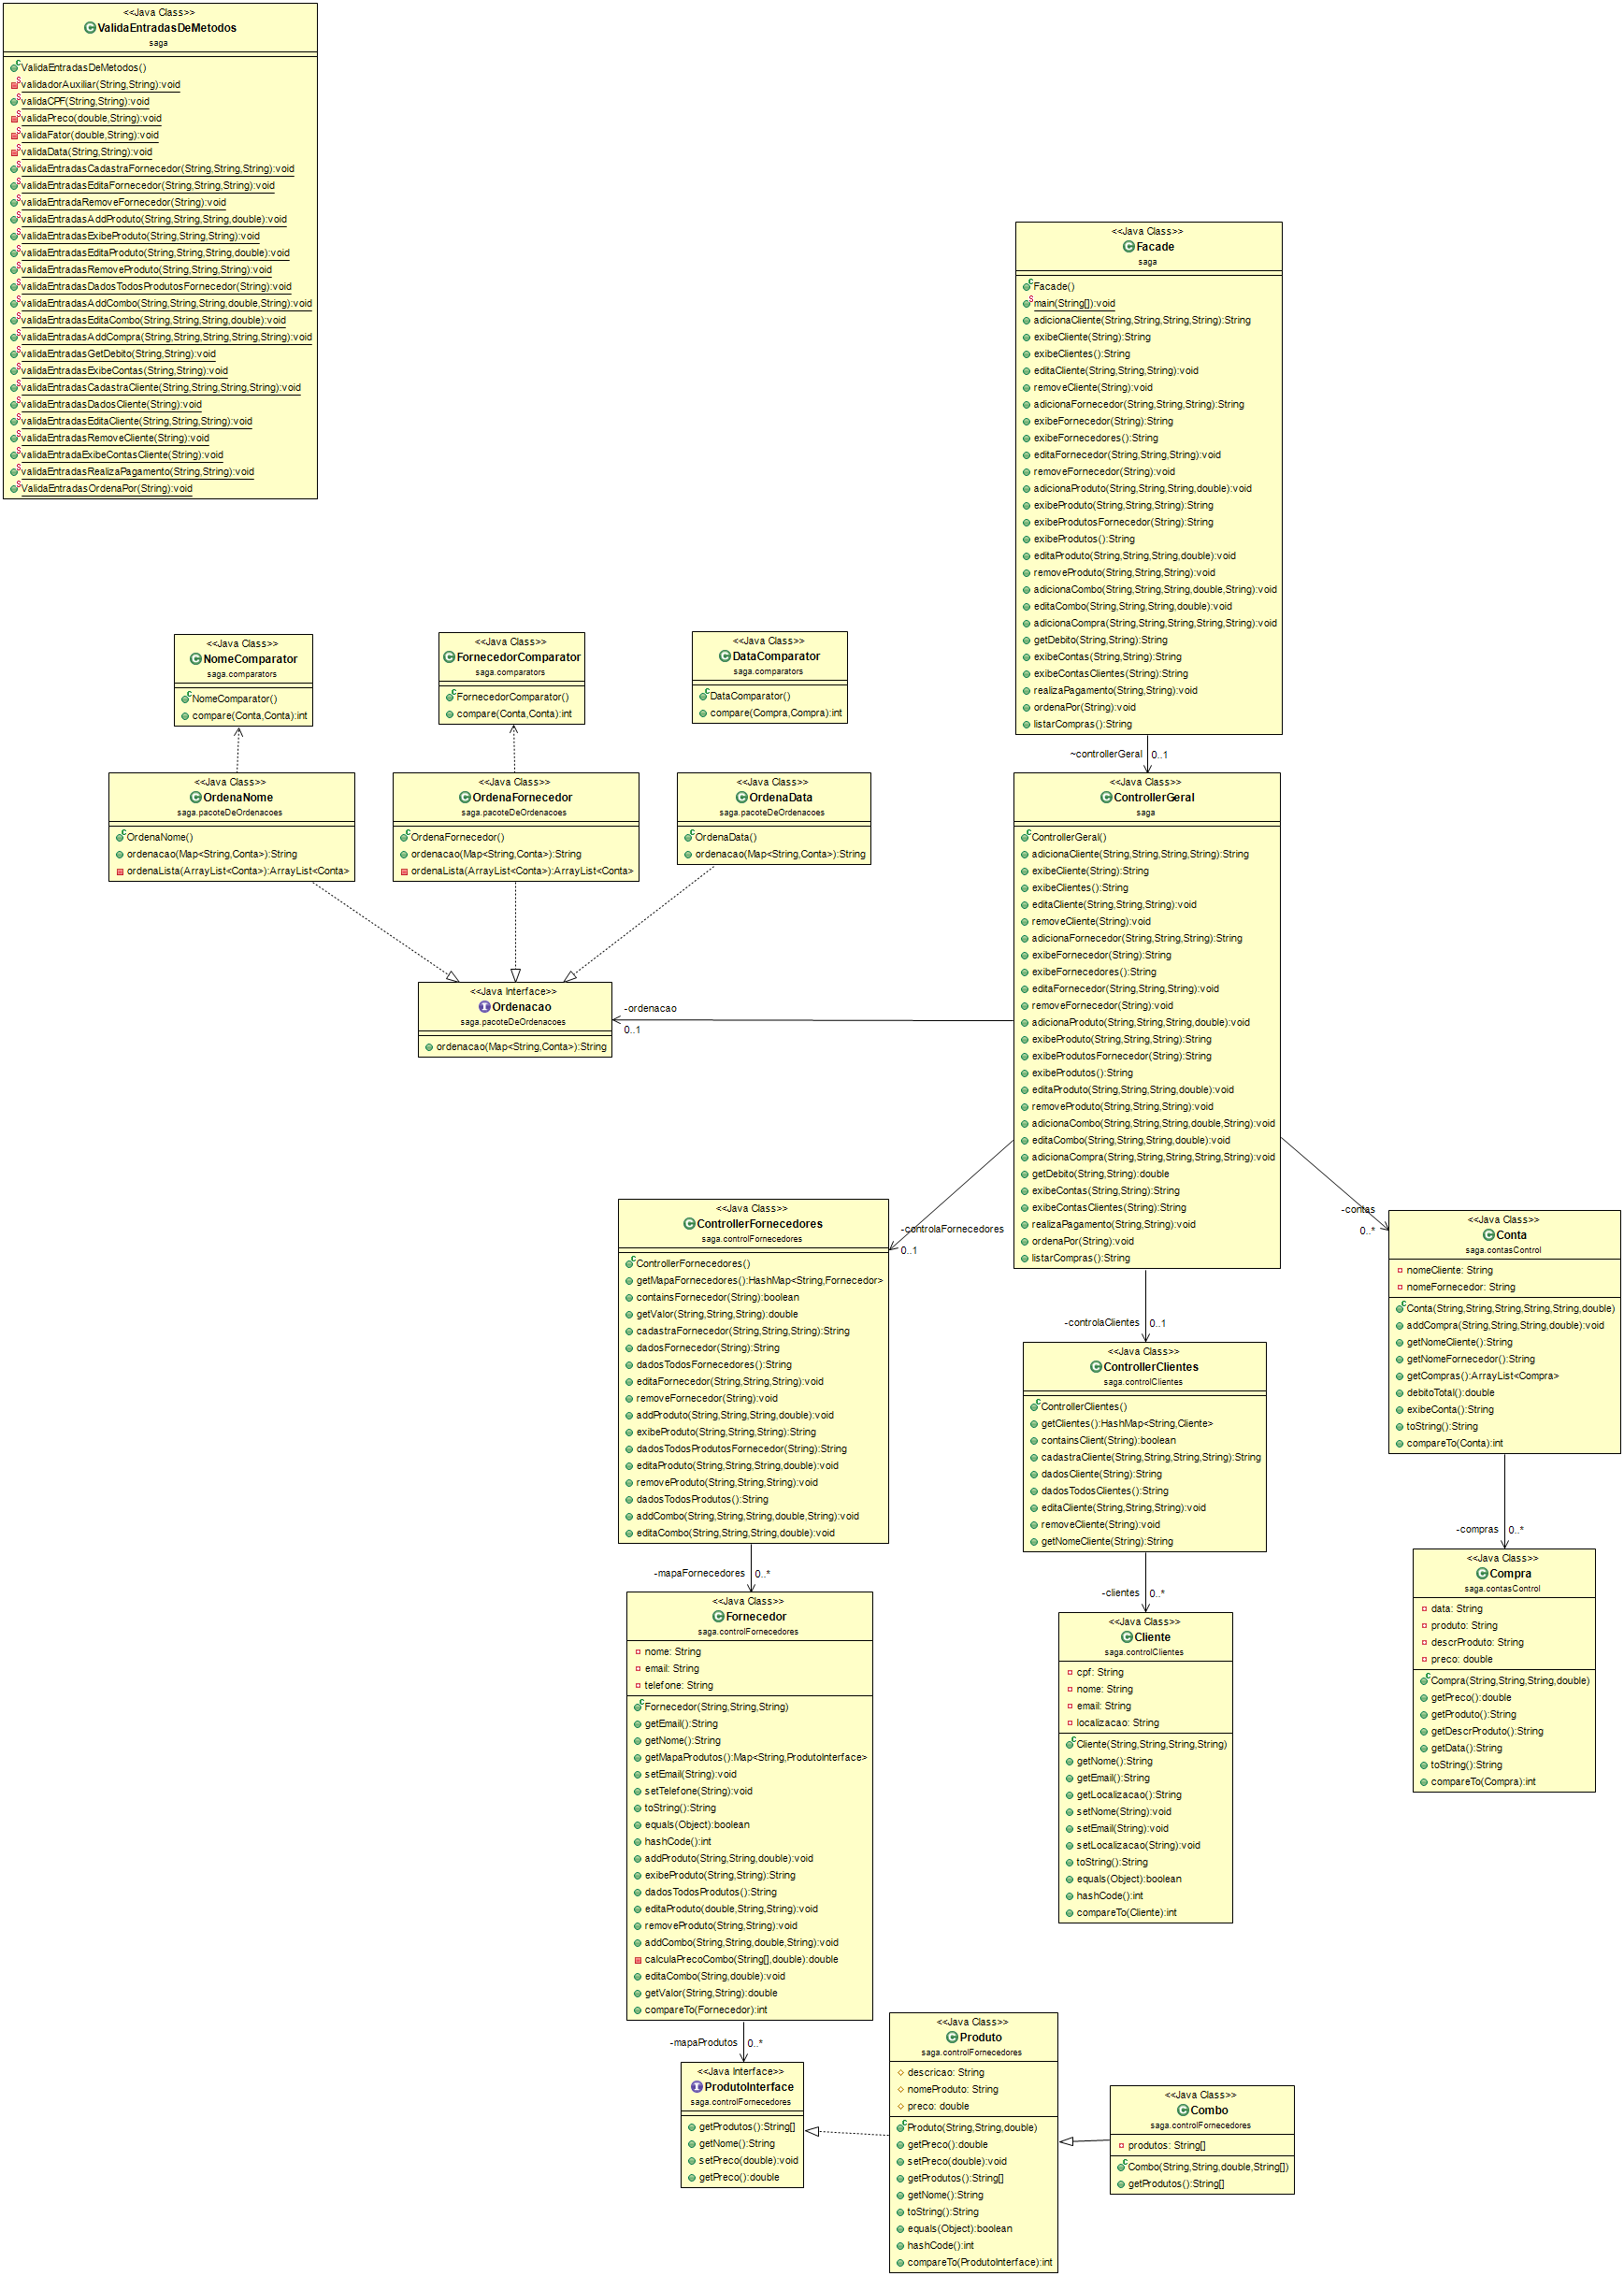 <<Java Class>>
ValidaEntradasDeMetodos
saga
ValidaEntradasDeMetodos()
validadorAuxiliar(String,String):void
validaCPF(String,String):void
validaPreco(double,String):void
validaFator(double,String):void
validaData(String,String):void
validaEntradasCadastraFornecedor(String,String,String):void
validaEntradasEditaFornecedor(String,String,String):void
validaEntradaRemoveFornecedor(String):void
validaEntradasAddProduto(String,String,String,double):void
validaEntradasExibeProduto(String,String,String):void
validaEntradasEditaProduto(String,String,String,double):void
validaEntradasRemoveProduto(String,String,String):void
validaEntradasDadosTodosProdutosFornecedor(String):void
validaEntradasAddCombo(String,String,String,double,String):void
validaEntradasEditaCombo(String,String,String,double):void
validaEntradasAddCompra(String,String,String,String,String):void
validaEntradasGetDebito(String,String):void
validaEntradasExibeContas(String,String):void
validaEntradasCadastraCliente(String,String,String,String):void
validaEntradasDadosCliente(String):void
validaEntradasEditaCliente(String,String,String):void
validaEntradasRemoveCliente(String):void
validaEntradaExibeContasCliente(String):void
validaEntradasRealizaPagamento(String,String):void
ValidaEntradasOrdenaPor(String):void
<<Java Class>>
Facade
saga
Facade()
main(String[]):void
adicionaCliente(String,String,String,String):String
exibeCliente(String):String
exibeClientes():String
editaCliente(String,String,String):void
removeCliente(String):void
adicionaFornecedor(String,String,String):String
exibeFornecedor(String):String
exibeFornecedores():String
editaFornecedor(String,String,String):void
removeFornecedor(String):void
adicionaProduto(String,String,String,double):void
exibeProduto(String,String,String):String
exibeProdutosFornecedor(String):String
exibeProdutos():String
editaProduto(String,String,String,double):void
removeProduto(String,String,String):void
adicionaCombo(String,String,String,double,String):void
editaCombo(String,String,String,double):void
adicionaCompra(String,String,String,String,String):void
getDebito(String,String):String
exibeContas(String,String):String
exibeContasClientes(String):String
realizaPagamento(String,String):void
ordenaPor(String):void
listarCompras():String
<<Java Class>>
NomeComparator
saga.comparators
NomeComparator()
compare(Conta,Conta):int
<<Java Class>>
FornecedorComparator
saga.comparators
FornecedorComparator()
compare(Conta,Conta):int
<<Java Class>>
DataComparator
saga.comparators
DataComparator()
compare(Compra,Compra):int
~controllerGeral
0..1
<<Java Class>>
OrdenaNome
saga.pacoteDeOrdenacoes
OrdenaNome()
ordenacao(Map<String,Conta>):String
ordenaLista(ArrayList<Conta>):ArrayList<Conta>
<<Java Class>>
OrdenaFornecedor
saga.pacoteDeOrdenacoes
OrdenaFornecedor()
ordenacao(Map<String,Conta>):String
ordenaLista(ArrayList<Conta>):ArrayList<Conta>
<<Java Class>>
OrdenaData
saga.pacoteDeOrdenacoes
OrdenaData()
ordenacao(Map<String,Conta>):String
<<Java Class>>
ControllerGeral
saga
ControllerGeral()
adicionaCliente(String,String,String,String):String
exibeCliente(String):String
exibeClientes():String
editaCliente(String,String,String):void
removeCliente(String):void
adicionaFornecedor(String,String,String):String
exibeFornecedor(String):String
exibeFornecedores():String
editaFornecedor(String,String,String):void
removeFornecedor(String):void
adicionaProduto(String,String,String,double):void
exibeProduto(String,String,String):String
exibeProdutosFornecedor(String):String
exibeProdutos():String
editaProduto(String,String,String,double):void
removeProduto(String,String,String):void
adicionaCombo(String,String,String,double,String):void
editaCombo(String,String,String,double):void
adicionaCompra(String,String,String,String,String):void
getDebito(String,String):double
exibeContas(String,String):String
exibeContasClientes(String):String
realizaPagamento(String,String):void
ordenaPor(String):void
listarCompras():String
<<Java Interface>>
Ordenacao
saga.pacoteDeOrdenacoes
ordenacao(Map<String,Conta>):String
-ordenacao
0..1
-controlaFornecedores
0..1
-controlaClientes
0..1
-contas
0..*
<<Java Class>>
ControllerFornecedores
saga.controlFornecedores
ControllerFornecedores()
getMapaFornecedores():HashMap<String,Fornecedor>
containsFornecedor(String):boolean
getValor(String,String,String):double
cadastraFornecedor(String,String,String):String
dadosFornecedor(String):String
dadosTodosFornecedores():String
editaFornecedor(String,String,String):void
removeFornecedor(String):void
addProduto(String,String,String,double):void
exibeProduto(String,String,String):String
dadosTodosProdutosFornecedor(String):String
editaProduto(String,String,String,double):void
removeProduto(String,String,String):void
dadosTodosProdutos():String
addCombo(String,String,String,double,String):void
editaCombo(String,String,String,double):void
<<Java Class>>
Conta
saga.contasControl
nomeCliente: String
nomeFornecedor: String
Conta(String,String,String,String,String,double)
addCompra(String,String,String,double):void
getNomeCliente():String
getNomeFornecedor():String
getCompras():ArrayList<Compra>
debitoTotal():double
exibeConta():String
toString():String
compareTo(Conta):int
<<Java Class>>
ControllerClientes
saga.controlClientes
ControllerClientes()
getClientes():HashMap<String,Cliente>
containsClient(String):boolean
cadastraCliente(String,String,String,String):String
dadosCliente(String):String
dadosTodosClientes():String
editaCliente(String,String,String):void
removeCliente(String):void
getNomeCliente(String):String
-compras
0..*
-mapaFornecedores
0..*
-clientes
0..*
<<Java Class>>
Compra
saga.contasControl
data: String
produto: String
descrProduto: String
preco: double
Compra(String,String,String,double)
getPreco():double
getProduto():String
getDescrProduto():String
getData():String
toString():String
compareTo(Compra):int
<<Java Class>>
Fornecedor
saga.controlFornecedores
nome: String
email: String
telefone: String
Fornecedor(String,String,String)
getEmail():String
getNome():String
getMapaProdutos():Map<String,ProdutoInterface>
setEmail(String):void
setTelefone(String):void
toString():String
equals(Object):boolean
hashCode():int
addProduto(String,String,double):void
exibeProduto(String,String):String
dadosTodosProdutos():String
editaProduto(double,String,String):void
removeProduto(String,String):void
addCombo(String,String,double,String):void
calculaPrecoCombo(String[],double):double
editaCombo(String,double):void
getValor(String,String):double
compareTo(Fornecedor):int
<<Java Class>>
Cliente
saga.controlClientes
cpf: String
nome: String
email: String
localizacao: String
Cliente(String,String,String,String)
getNome():String
getEmail():String
getLocalizacao():String
setNome(String):void
setEmail(String):void
setLocalizacao(String):void
toString():String
equals(Object):boolean
hashCode():int
compareTo(Cliente):int
-mapaProdutos
0..*
<<Java Interface>>
ProdutoInterface
saga.controlFornecedores
getProdutos():String[]
getNome():String
setPreco(double):void
getPreco():double
<<Java Class>>
Produto
saga.controlFornecedores
descricao: String
nomeProduto: String
preco: double
Produto(String,String,double)
getPreco():double
setPreco(double):void
getProdutos():String[]
getNome():String
toString():String
equals(Object):boolean
hashCode():int
compareTo(ProdutoInterface):int
<<Java Class>>
Combo
saga.controlFornecedores
produtos: String[]
Combo(String,String,double,String[])
getProdutos():String[]